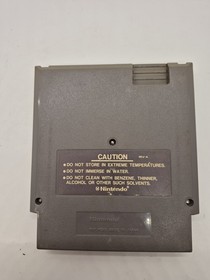 CAUTION
•DO NOT STORE IN EXTREME TEMPERATURES.
•DO NOT IMMERSE IN WATER.
•DO NOT CLEAN WITH BENZENE, THINNER,
ALCOHOL OR OTHER SUCH SOLVENTS.
Nintendo®